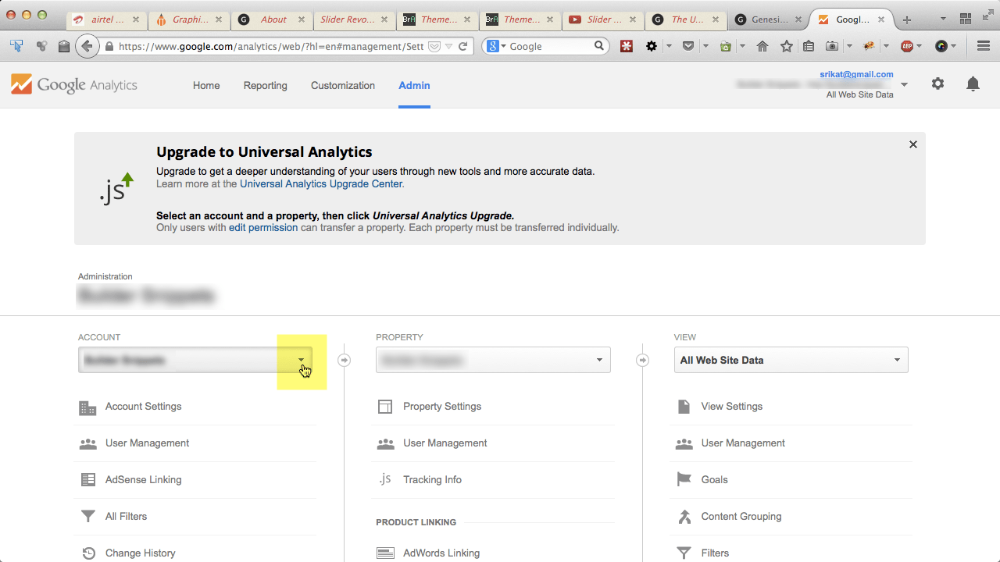 airtel ...
Graphi...
About
Slider Revo...
Theme...
Theme...
Slider ...
The U...
Genesi...
Googl...
https://www.google.com/analytics/web/?hl=en#management/Sett
Google
Google Analytics
Home
Reporting
Customization
Admin
srikat@gmail.com
All Web Site Data
Upgrade to Universal Analytics
Upgrade to get a deeper understanding of your users through new tools and more accurate data.
Learn more at the Universal Analytics Upgrade Center.
.js
Select an account and a property, then click Universal Analytics Upgrade.
Only users with edit permission can transfer a property. Each property must be transferred individually.
Administration
ACCOUNT
Account Settings
User Management
AdSense Linking
All Filters
Change History
PROPERTY
Property Settings
User Management
.js Tracking Info
PRODUCT LINKING
AdWords Linking
VIEW
All Web Site Data
View Settings
User Management
Goals
Content Grouping
Filters